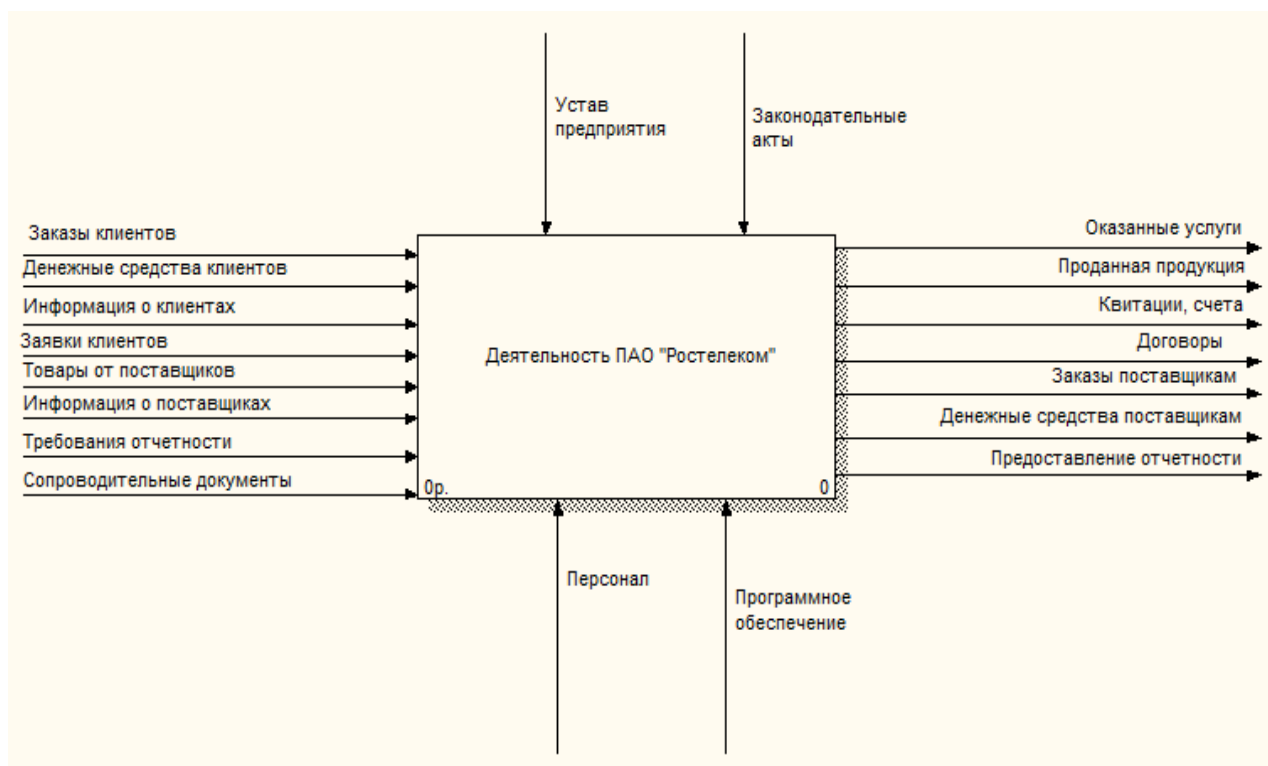 Устав
предприятия
Законодательные
акты
Заказы клиентов
Денежные средства клиентов
Информация о клиентах
Заявки клиентов
Товары от поставщиков
Информация о поставщиках
Требования отчетности
Сопроводительные документы
Деятельность ПАО "Ростелеком"
0р.
0
Оказанные услуги
Проданная продукция
Квитации, счета
Договоры
Заказы поставщикам
Денежные средства поставщикам
Предоставление отчетности
Персонал
Программное
обеспечение